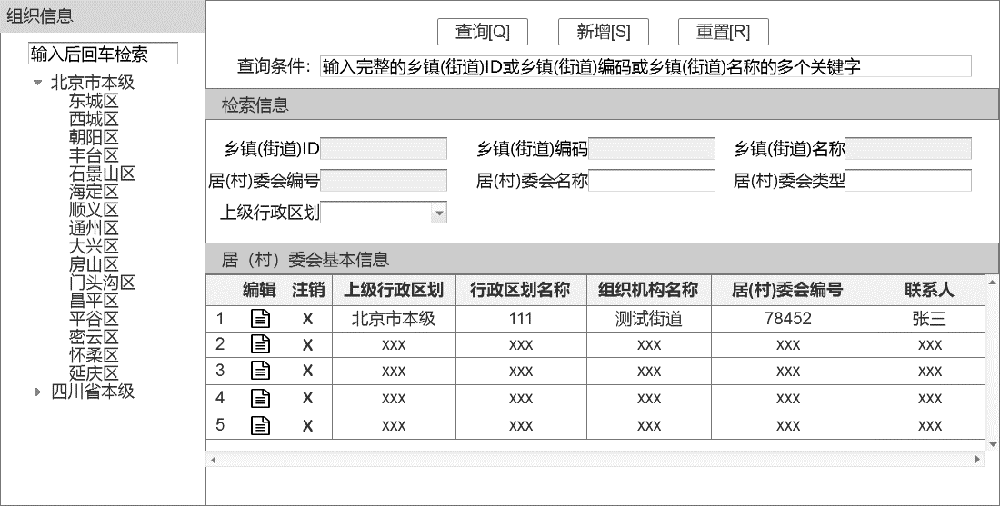 组织信息
输入后回车检索
北京市本级
东城区
西城区
朝阳区
丰台区
石景山区
海定区
顺义区
通州区
大兴区
房山区
门头沟区
昌平区
平谷区
密云区
怀柔区
延庆区
四川省本级
查询[Q] 新增[S] 重置[R]
查询条件: 输入完整的乡镇(街道)ID或乡镇(街道)编码或乡镇(街道)名称的多个关键字
检索信息
乡镇(街道)ID 乡镇(街道)编码 乡镇(街道)名称
居(村)委会编号 居(村)委会名称 居(村)委会类型
上级行政区划
居（村）委会基本信息
编辑 注销 上级行政区划 行政区划名称 组织机构名称 居(村)委会编号 联系人
1 X 北京市本级 111 测试街道 78452 张三
2 X xxx xxx xxx xxx xxx
3 X xxx xxx xxx xxx xxx
4 X xxx xxx xxx xxx xxx
5 X xxx xxx xxx xxx xxx